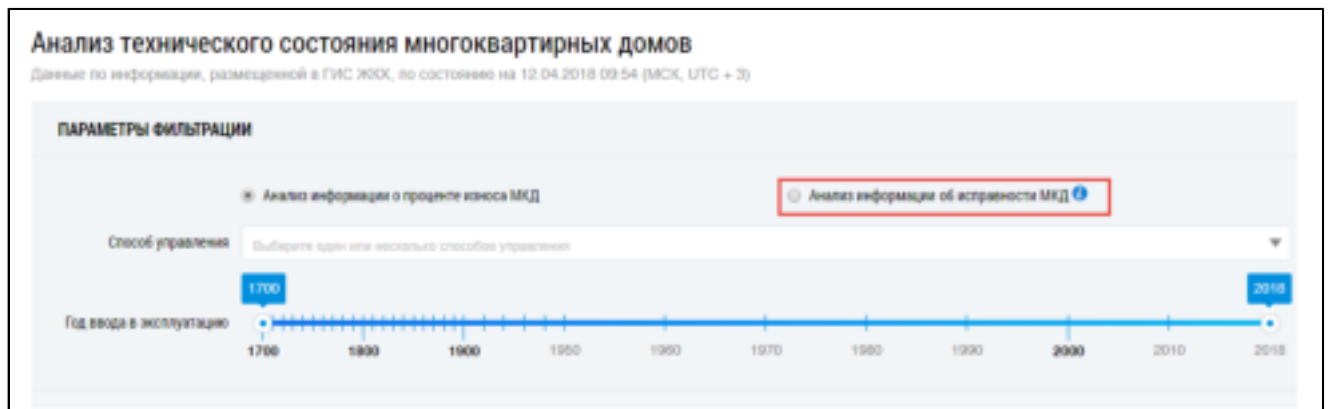 Анализ технического состояния многоквартирных домов
Данные по информации, размещенной в ГИС ЖКХ, по состоянию на 12.04.2018 09:54 (МСК, UTC + 3)
ПАРАМЕТРЫ ФИЛЬТРАЦИИ
Анализ информации о проценте износа МКД Анализ информации об исправности МКД
Способ управления Выберите один или несколько способов управления
1700 2018
Год ввода в эксплуатацию
1700 1800 1900 1950 1960 1970 1980 1990 2000 2010 2018